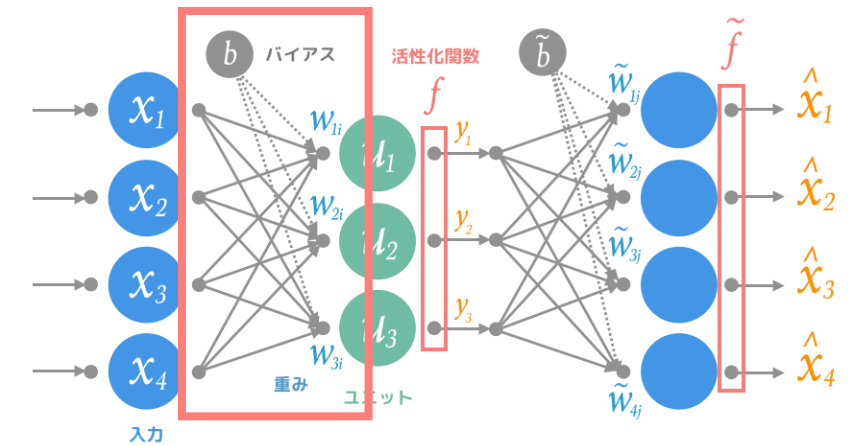 b バイアス
活性化関数
f
b̃
f̃
x₁
x₂
x₃
x₄
入力
w₁ᵢ
w₂ᵢ
w₃ᵢ
重み
u₁
u₂
u₃
ユニット
y₁
y₂
y₃
w̃₁ⱼ
w̃₂ⱼ
w̃₃ⱼ
w̃₄ⱼ
x̂₁
x̂₂
x̂₃
x̂₄